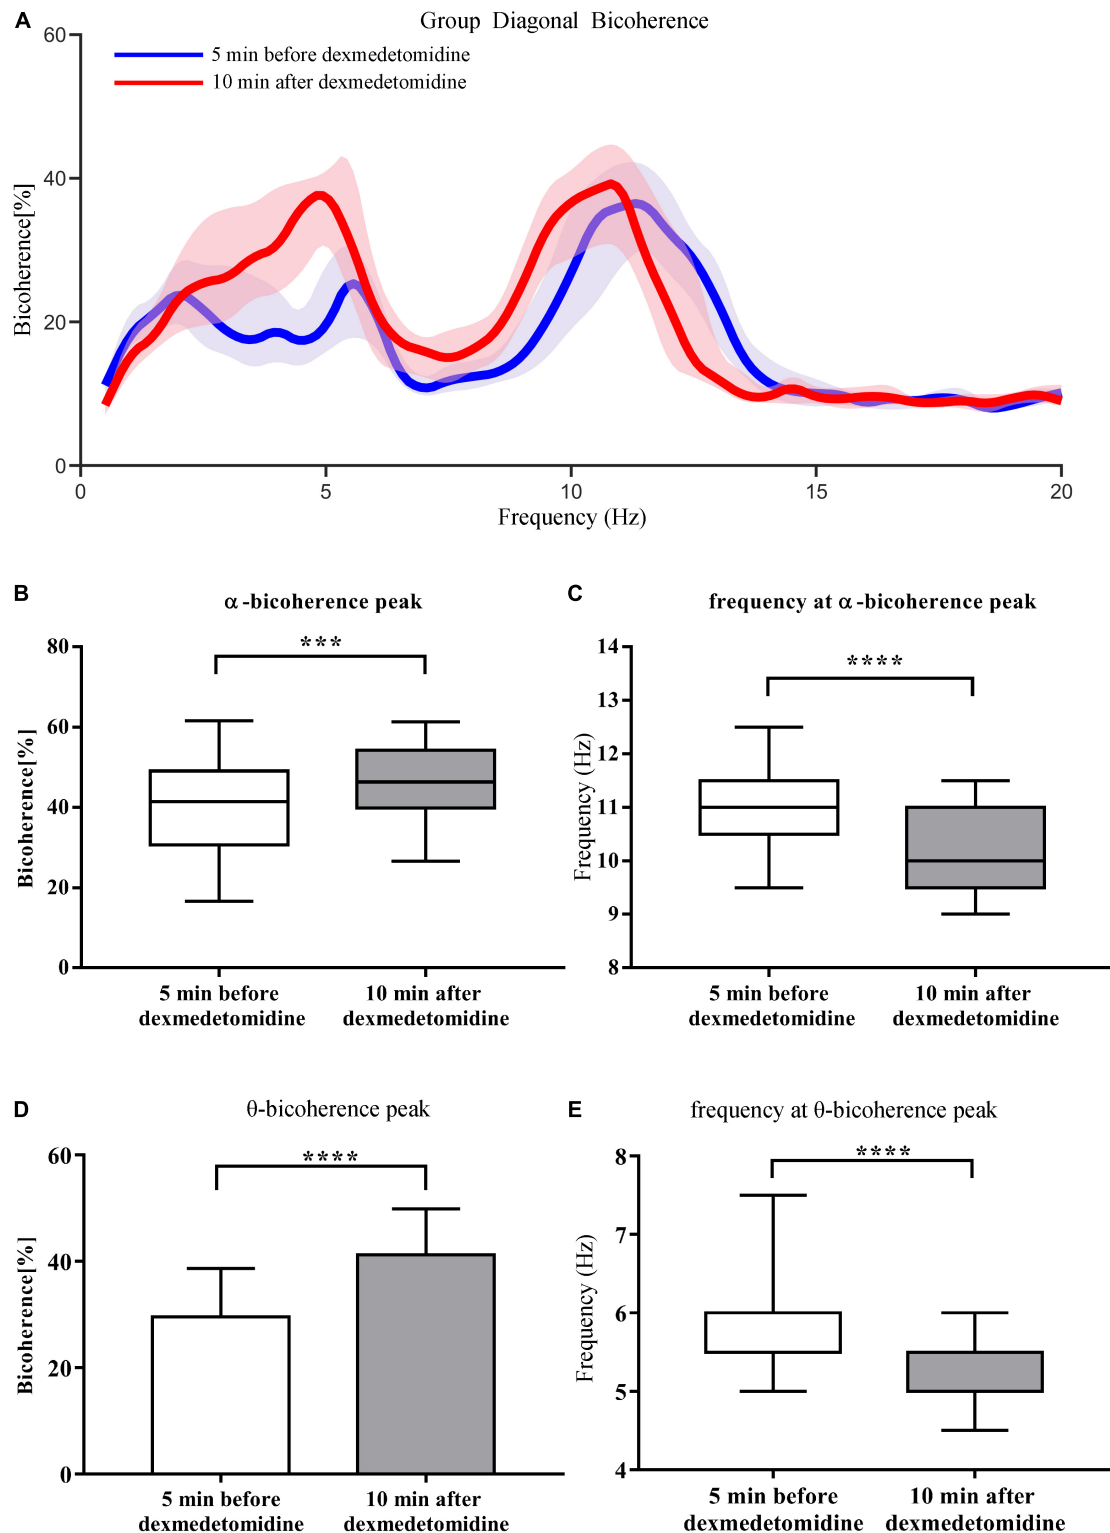 A
Group Diagonal Bicoherence
60
40
20
0
Bicoherence[%]
5 min before dexmedetomidine
10 min after dexmedetomidine
0 5 10 15 20
Frequency (Hz)
B
α-bicoherence peak
***
80
60
40
20
0
Bicoherence[%]
5 min before
dexmedetomidine
10 min after
dexmedetomidine
C
frequency at α-bicoherence peak
****
14
13
12
11
10
9
8
Frequency (Hz)
5 min before
dexmedetomidine
10 min after
dexmedetomidine
D
θ-bicoherence peak
****
60
40
20
0
Bicoherence[%]
5 min before
dexmedetomidine
10 min after
dexmedetomidine
E
frequency at θ-bicoherence peak
****
8
7
6
5
4
Frequency (Hz)
5 min before
dexmedetomidine
10 min after
dexmedetomidine